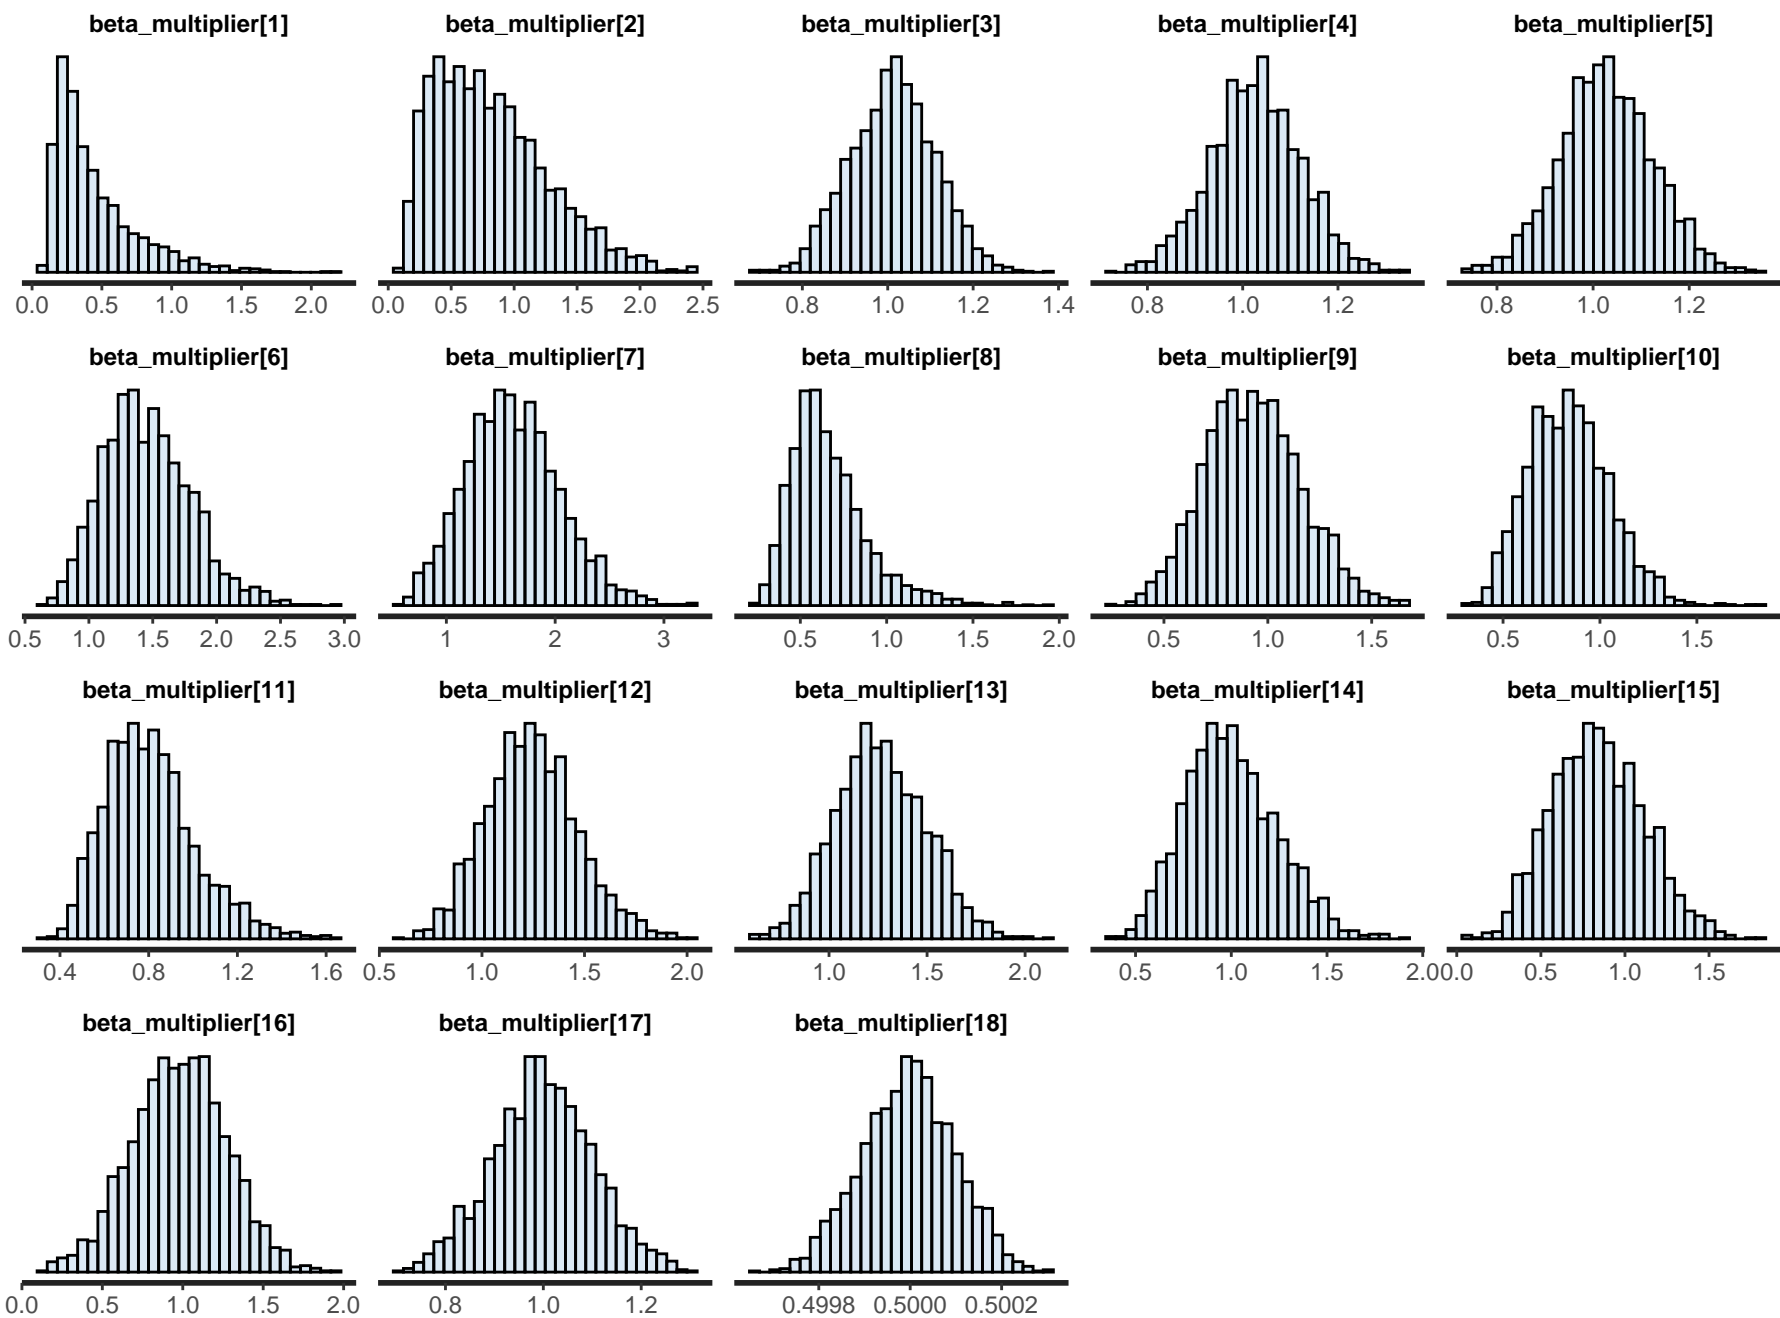 beta_multiplier[1] beta_multiplier[2] beta_multiplier[3] beta_multiplier[4] beta_multiplier[5]
0.0 0.5 1.0 1.5 2.0 0.0 0.5 1.0 1.5 2.0 2.5 0.8 1.0 1.2 1.4 0.8 1.0 1.2 0.8 1.0 1.2
beta_multiplier[6] beta_multiplier[7] beta_multiplier[8] beta_multiplier[9] beta_multiplier[10]
0.5 1.0 1.5 2.0 2.5 3.0 1 2 3 0.5 1.0 1.5 2.0 0.5 1.0 1.5 0.5 1.0 1.5
beta_multiplier[11] beta_multiplier[12] beta_multiplier[13] beta_multiplier[14] beta_multiplier[15]
0.4 0.8 1.2 1.6 0.5 1.0 1.5 2.0 1.0 1.5 2.0 0.5 1.0 1.5 2.0 0.0 0.5 1.0 1.5
beta_multiplier[16] beta_multiplier[17] beta_multiplier[18]
0.0 0.5 1.0 1.5 2.0 0.8 1.0 1.2 0.4998 0.5000 0.5002